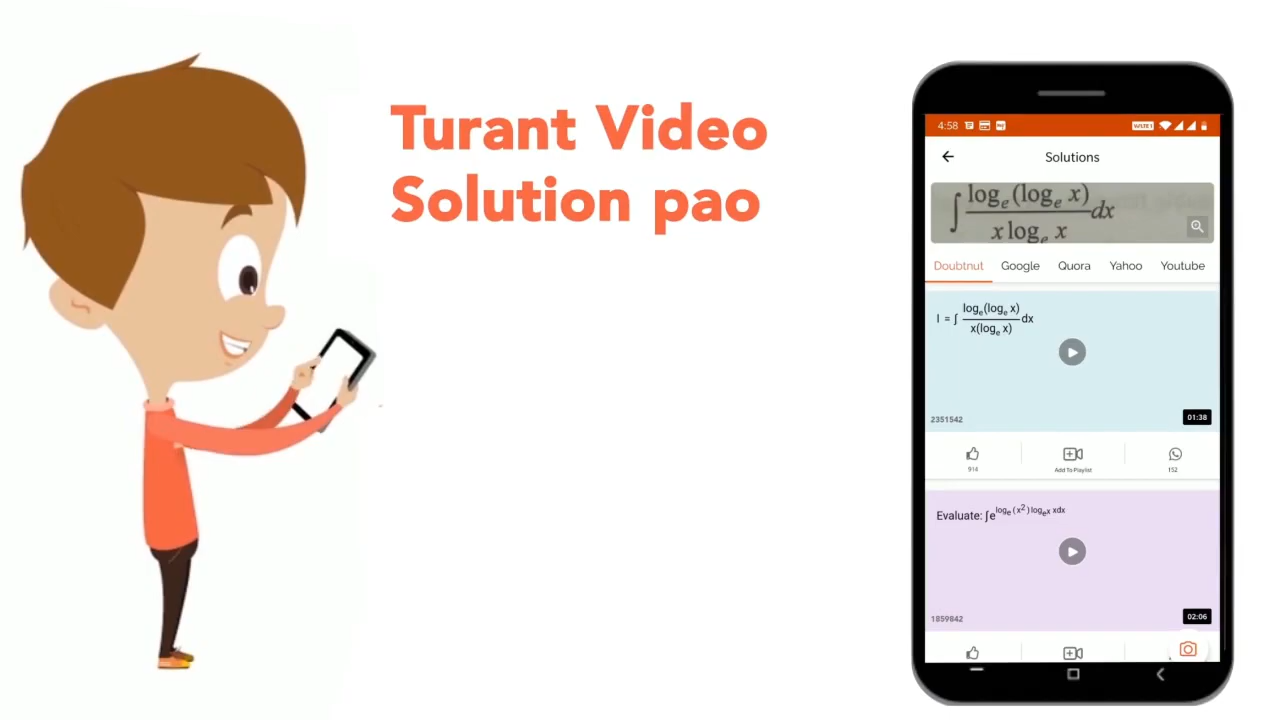 Turant Video
Solution pao
4:58
VoLTE1
Solutions
∫ logₑ(logₑ x) / x logₑ x dx
Doubtnut Google Quora Yahoo Youtube
I = ∫ logₑ(logₑ x) / x(logₑ x) dx
2351542 01:38
914 Add To Playlist 152
Evaluate: ∫e^logₑ(x²)logₑx xdx
1859842 02:06